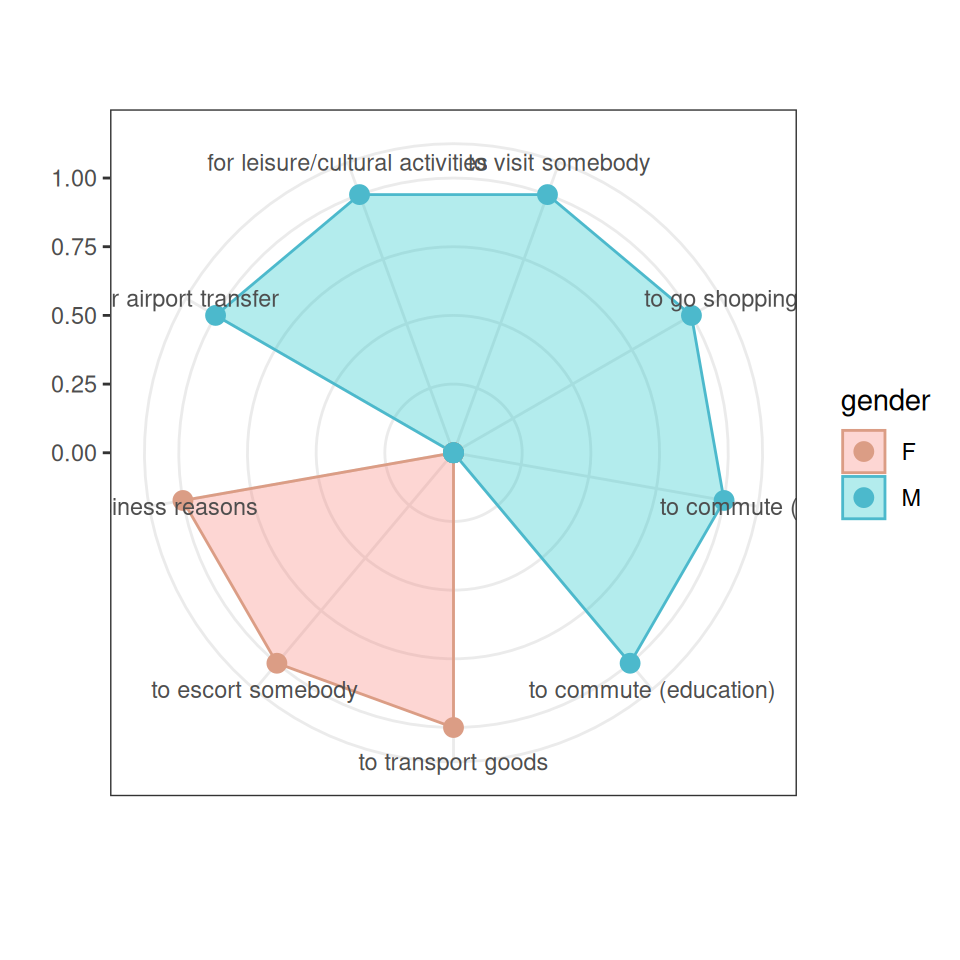 for leisure/cultural activities
to visit somebody
1.00
0.75
airport transfer
to go shopping
0.50
0.25
gender
0.00
F
reasons
to commute (
M
to escort somebody
to commute (education)
to transport goods